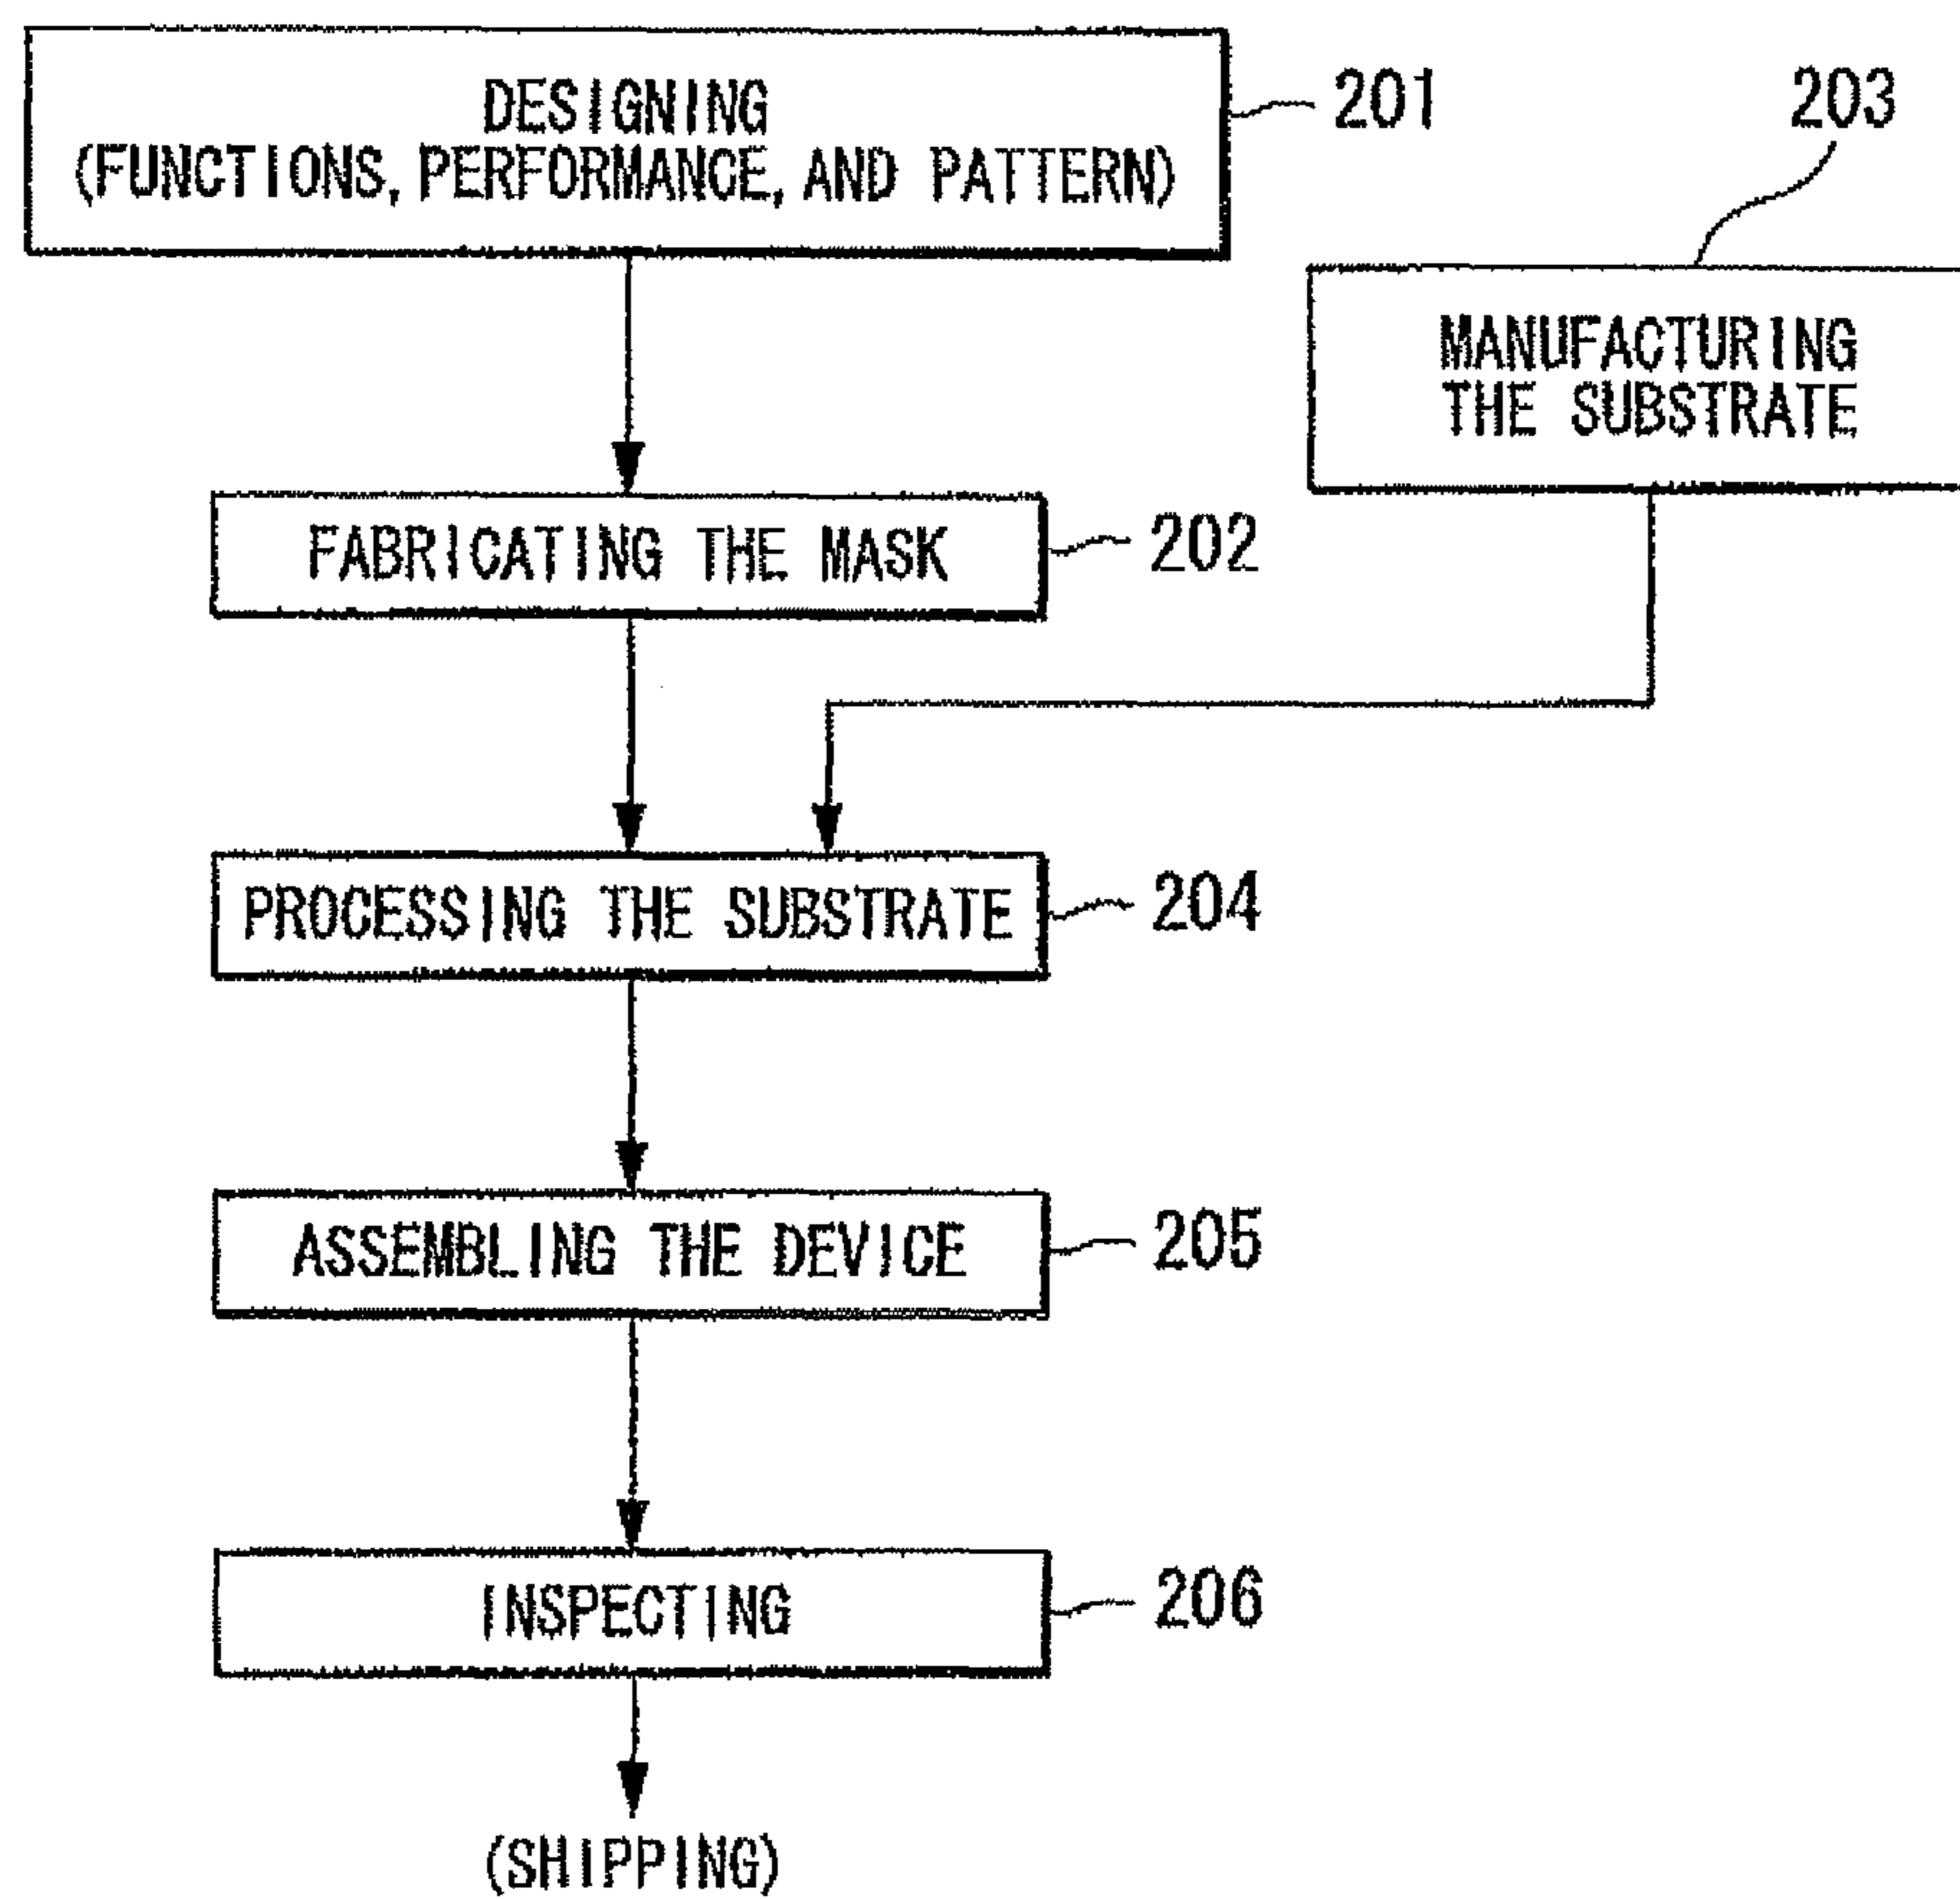 DESIGNING
(FUNCTIONS, PERFORMANCE, AND PATTERN)
201
203
MANUFACTURING
THE SUBSTRATE
FABRICATING THE MASK
202
PROCESSING THE SUBSTRATE
204
ASSEMBLING THE DEVICE
205
INSPECTING
206
(SHIPPING)